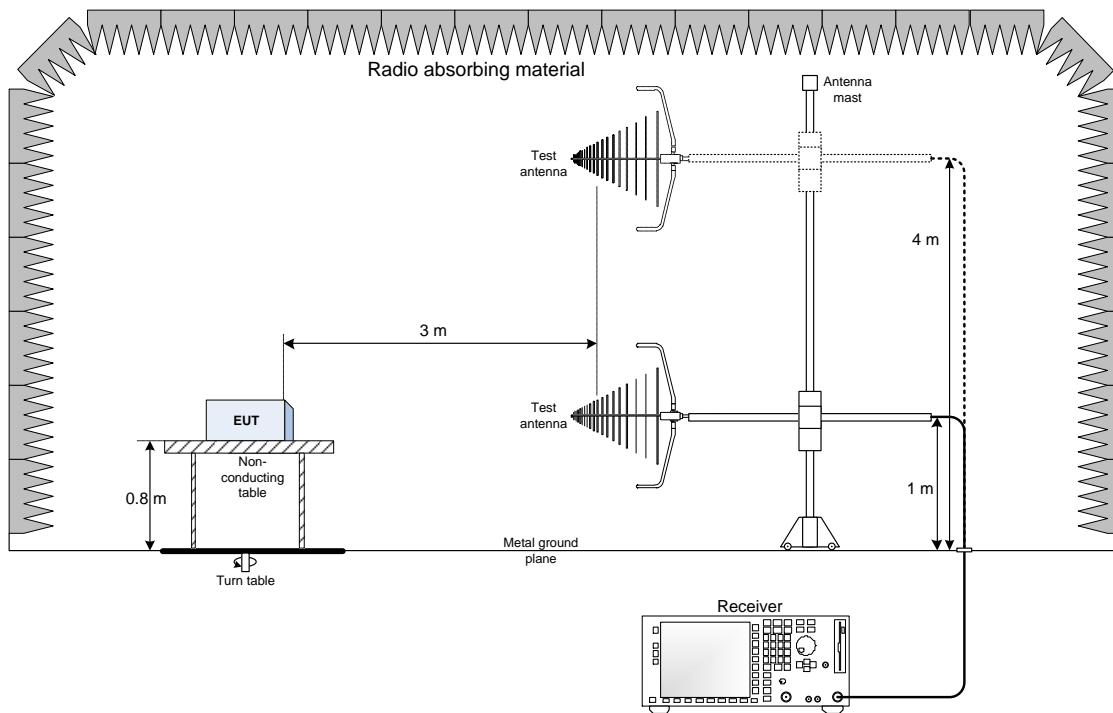 Radio absorbing material
Antenna
mast
Test
antenna
4 m
3 m
Test
antenna
EUT
Non-
conducting
table
0.8 m
1 m
Metal ground
plane
Turn table
Receiver